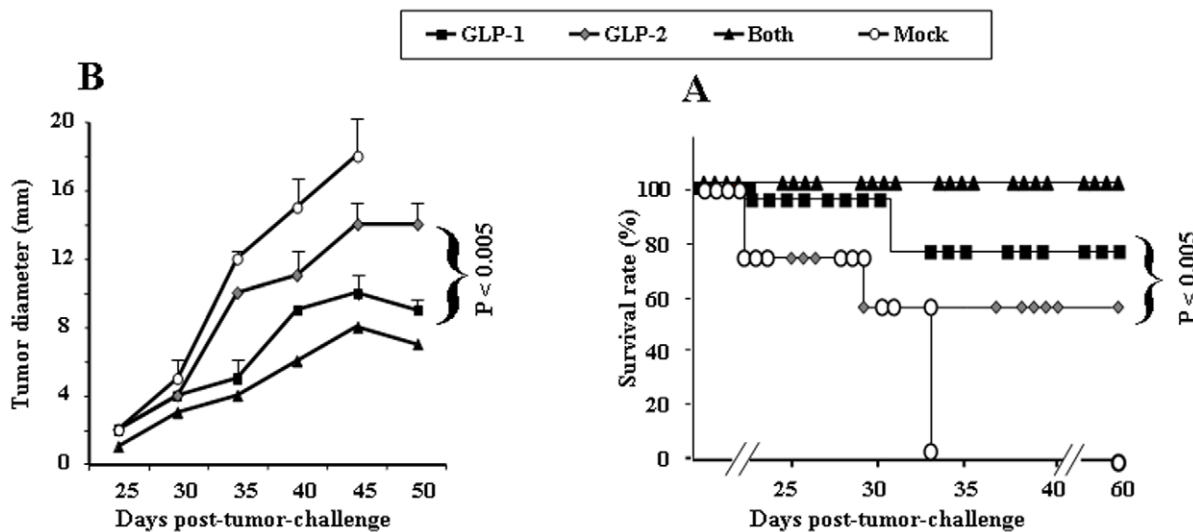 GLP-1 GLP-2 Both Mock
B
Tumor diameter (mm)
20
16
12
8
4
0
25 30 35 40 45 50
Days post-tumor-challenge
P < 0.005
A
Survival rate (%)
100
80
60
40
20
0
25 30 35 40 60
Days post-tumor-challenge
P < 0.005